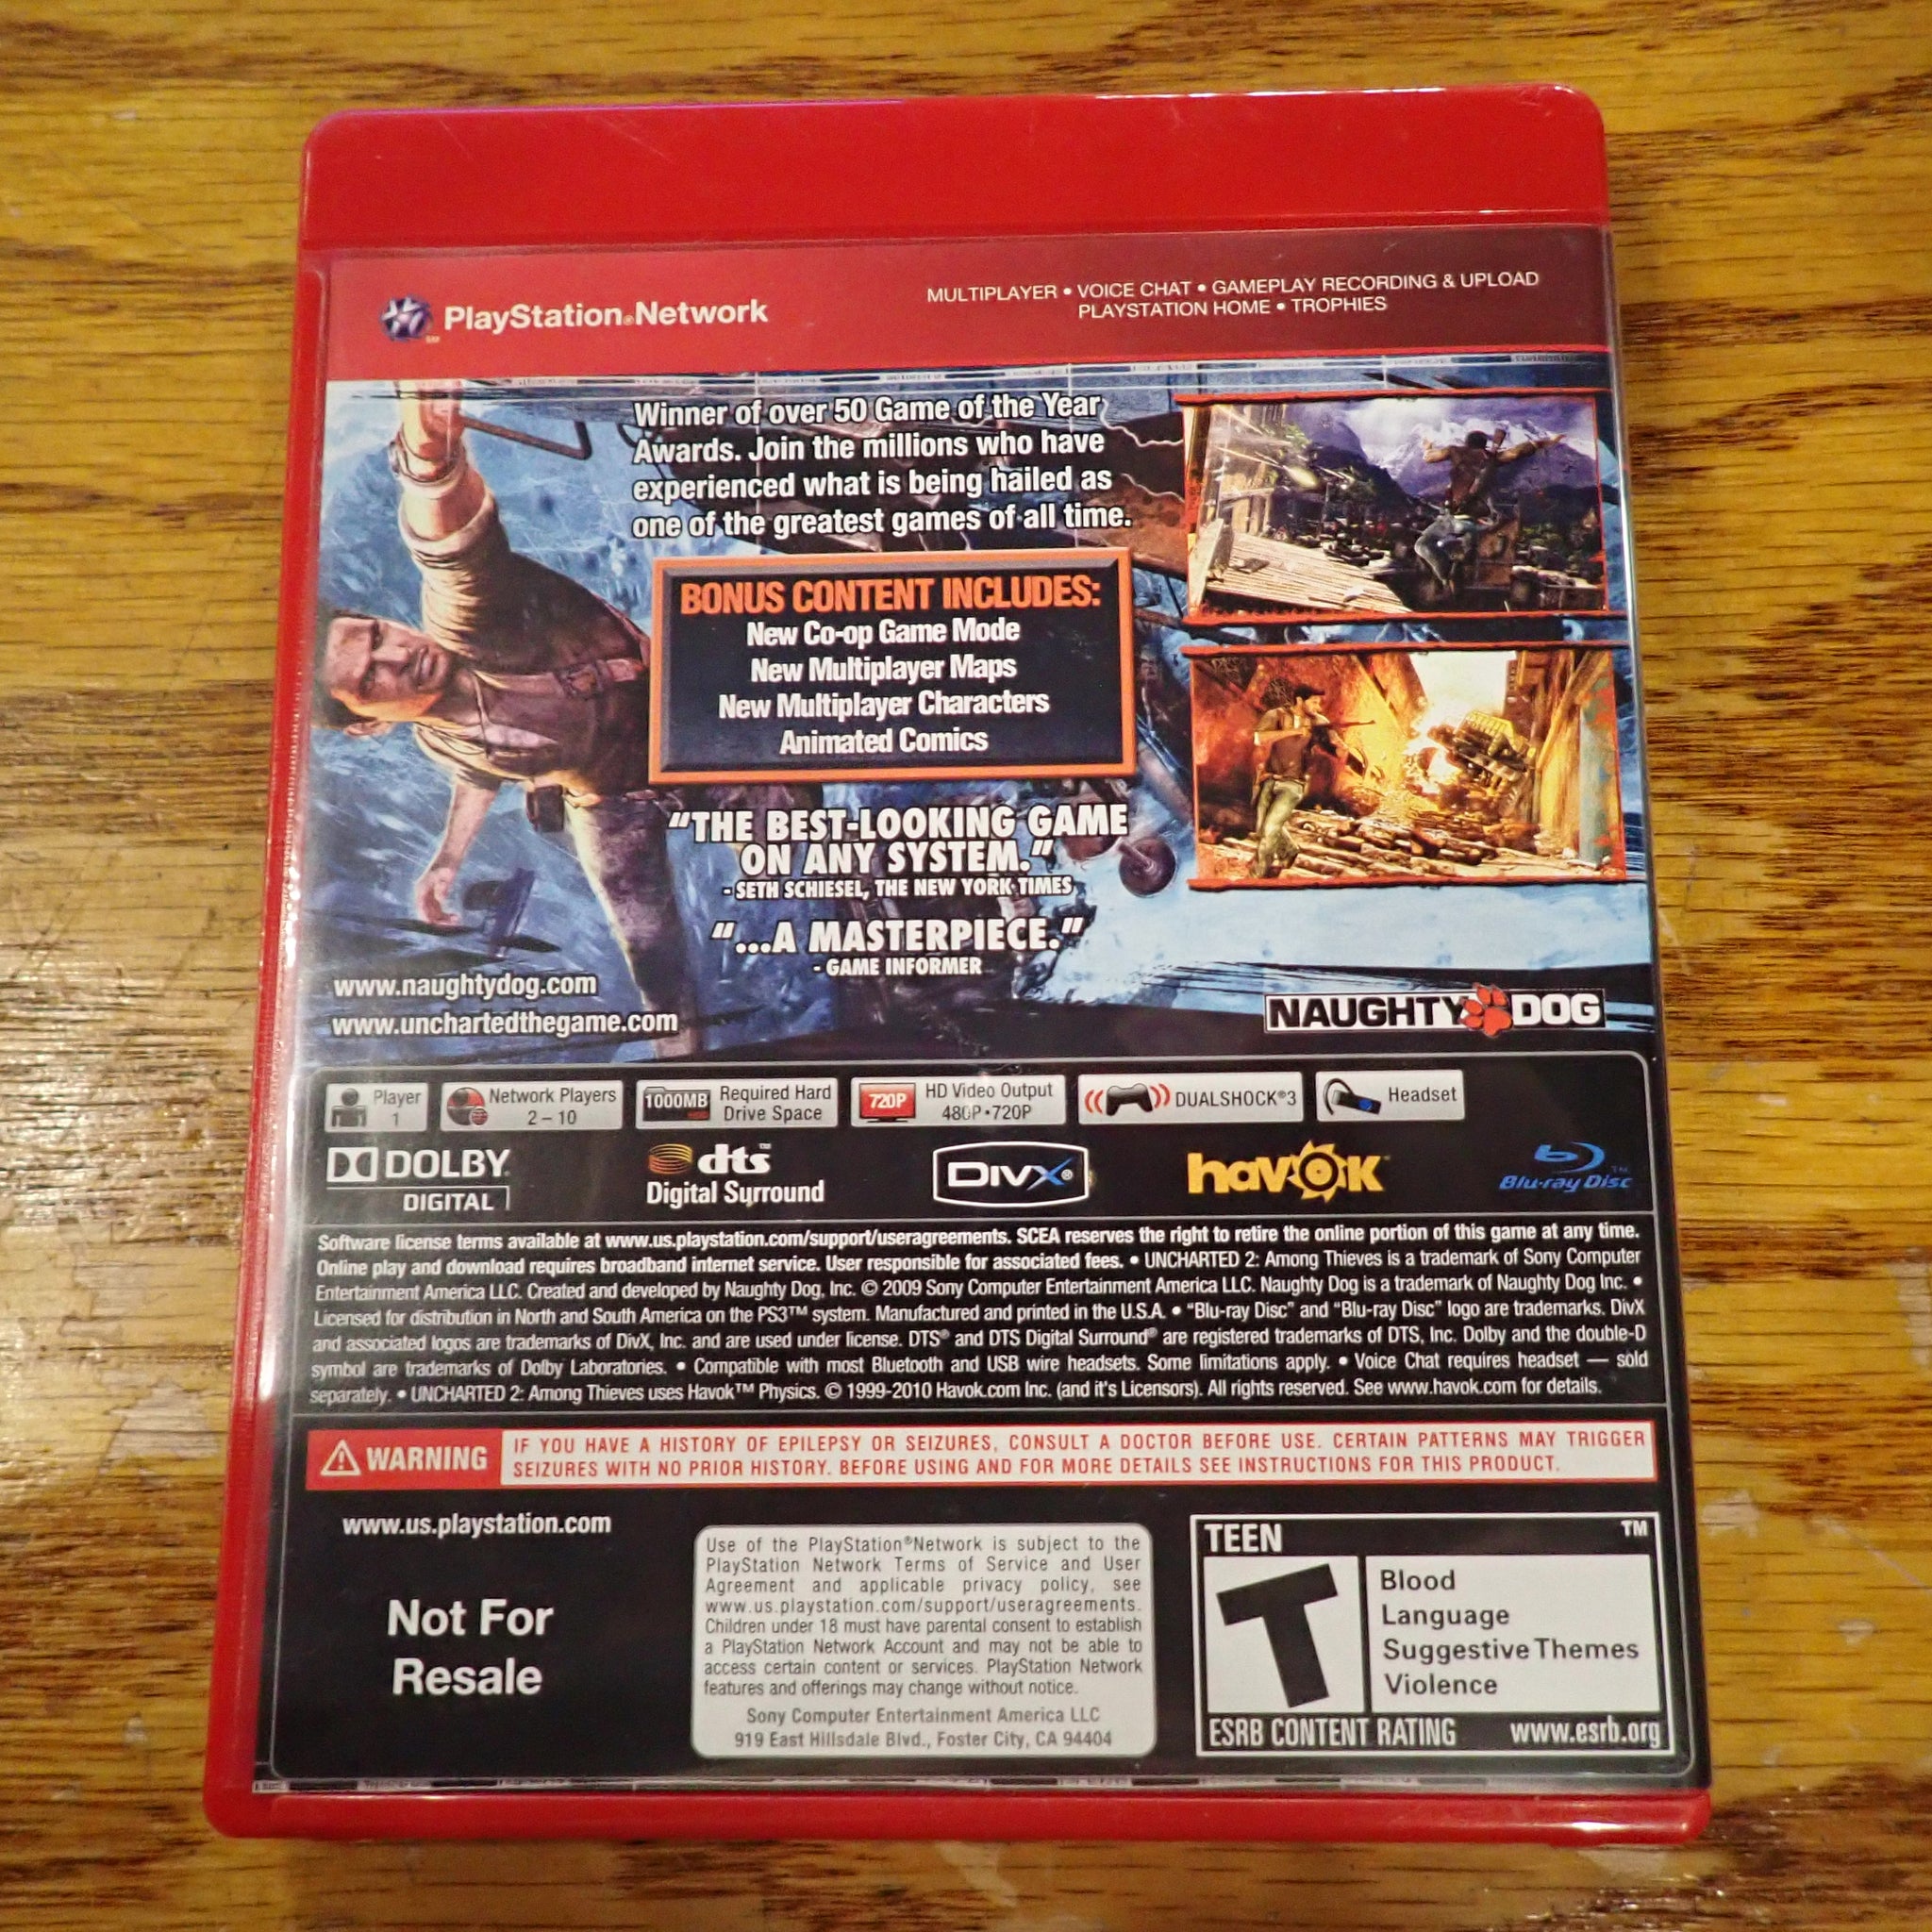 PlayStation®Network
MULTIPLAYER • VOICE CHAT • GAMEPLAY RECORDING & UPLOAD
PLAYSTATION HOME • TROPHIES
Winner of over 50 Game of the Year
Awards. Join the millions who have
experienced what is being hailed as
one of the greatest games of all time.
BONUS CONTENT INCLUDES:
New Co-op Game Mode
New Multiplayer Maps
New Multiplayer Characters
Animated Comics
“THE BEST-LOOKING GAME
ON ANY SYSTEM.”
- SETH SCHIESEL, THE NEW YORK TIMES
“...A MASTERPIECE.”
- GAME INFORMER
www.naughtydog.com
www.unchartedthegame.com
NAUGHTY DOG
Player
1
Network Players
2 – 10
1000MB
Required Hard
Drive Space
720P
HD Video Output
480P•720P
DUALSHOCK®3
Headset
DOLBY
DIGITAL
dts™
Digital Surround
DIVX®
havok™
Blu-ray Disc™
Software license terms available at www.us.playstation.com/support/useragreements. SCEA reserves the right to retire the online portion of this game at any time.
Online play and download requires broadband internet service. User responsible for associated fees. • UNCHARTED 2: Among Thieves is a trademark of Sony Computer
Entertainment America LLC. Created and developed by Naughty Dog, Inc. © 2009 Sony Computer Entertainment America LLC. Naughty Dog is a trademark of Naughty Dog Inc. •
Licensed for distribution in North and South America on the PS3™ system. Manufactured and printed in the U.S.A. • “Blu-ray Disc” and “Blu-ray Disc” logo are trademarks. DivX
and associated logos are trademarks of DivX, Inc. and are used under license. DTS® and DTS Digital Surround® are registered trademarks of DTS, Inc. Dolby and the double-D
symbol are trademarks of Dolby Laboratories. • Compatible with most Bluetooth and USB wire headsets. Some limitations apply. • Voice Chat requires headset — sold
separately. • UNCHARTED 2: Among Thieves uses Havok™ Physics. © 1999-2010 Havok.com Inc. (and it's Licensors). All rights reserved. See www.havok.com for details.
WARNING
IF YOU HAVE A HISTORY OF EPILEPSY OR SEIZURES, CONSULT A DOCTOR BEFORE USE. CERTAIN PATTERNS MAY TRIGGER
SEIZURES WITH NO PRIOR HISTORY. BEFORE USING AND FOR MORE DETAILS SEE INSTRUCTIONS FOR THIS PRODUCT.
www.us.playstation.com
Not For
Resale
Use of the PlayStation®Network is subject to the
PlayStation Network Terms of Service and User
Agreement and applicable privacy policy, see
www.us.playstation.com/support/useragreements.
Children under 18 must have parental consent to establish
a PlayStation Network Account and may not be able to
access certain content or services. PlayStation Network
features and offerings may change without notice.
Sony Computer Entertainment America LLC
919 East Hillsdale Blvd., Foster City, CA 94404
TEEN ™
T
Blood
Language
Suggestive Themes
Violence
ESRB CONTENT RATING www.esrb.org